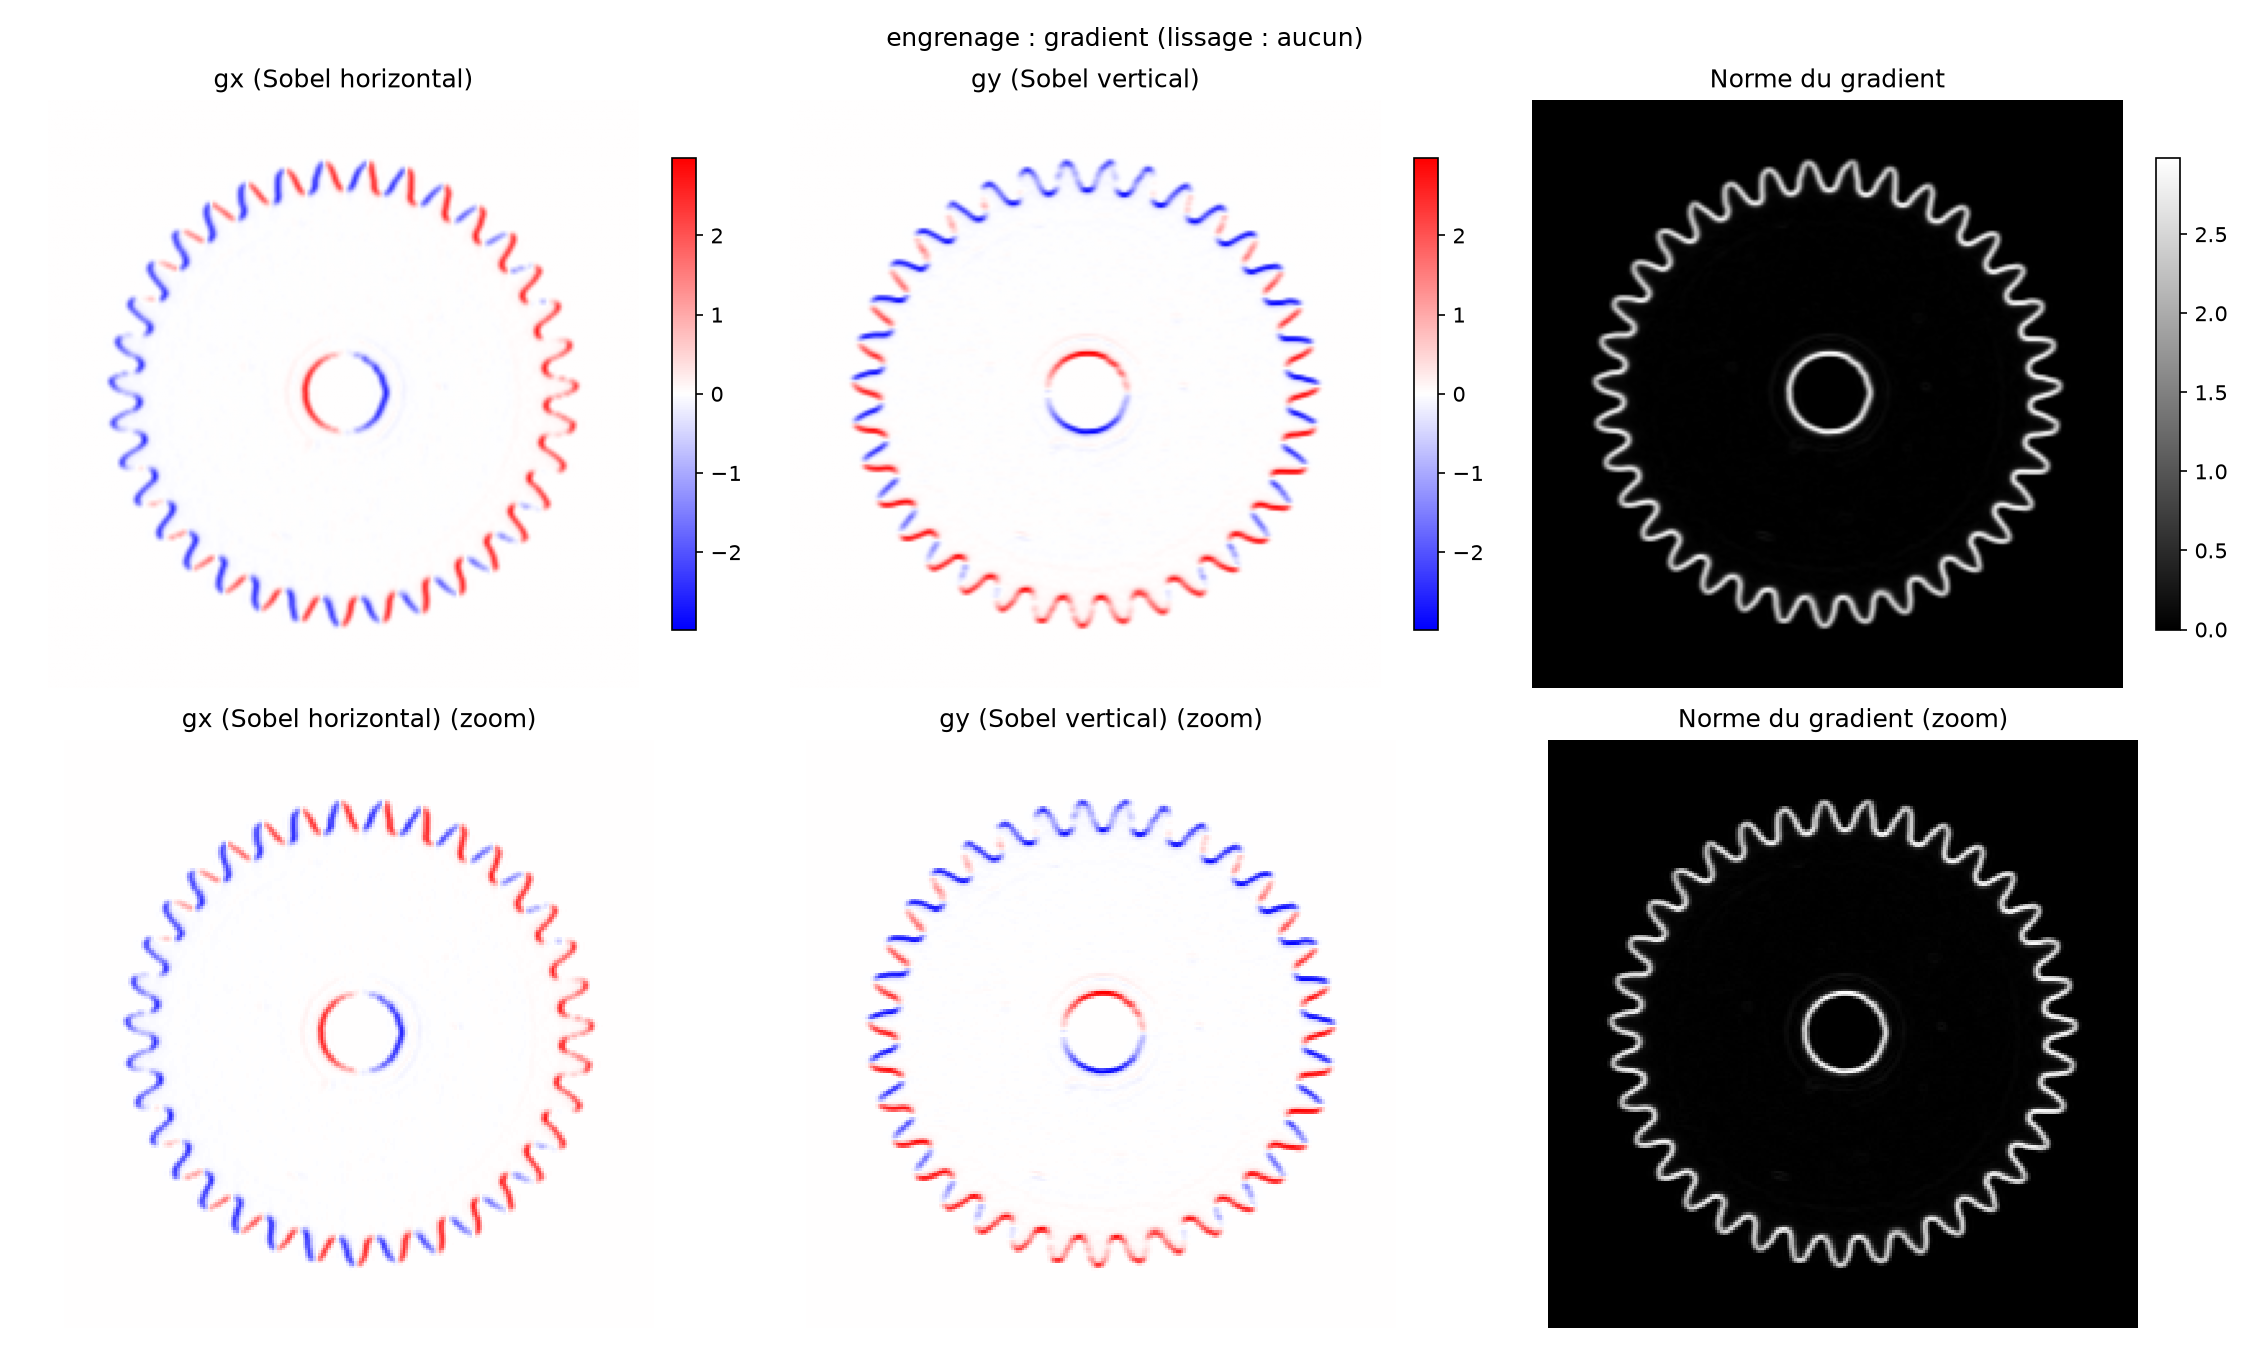 engrenage : gradient (lissage : aucun)
gx (Sobel horizontal)
gy (Sobel vertical)
Norme du gradient
2
1
0
−1
−2
2
1
0
−1
−2
2.5
2.0
1.5
1.0
0.5
0.0
gx (Sobel horizontal) (zoom)
gy (Sobel vertical) (zoom)
Norme du gradient (zoom)